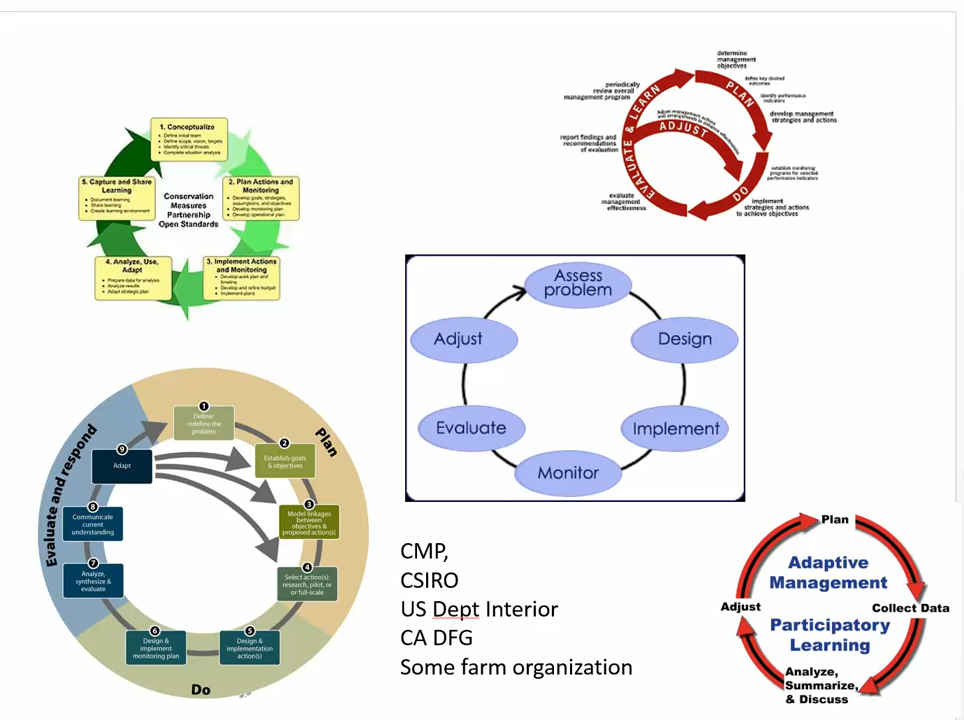 1. Conceptualize
• Define initial team
• Define scope, vision, targets
• Identify critical threats
• Complete situation analysis
2. Plan Actions and
Monitoring
• Develop goals, strategies,
assumptions, and objectives
• Develop monitoring plan
• Develop operational plan
3. Implement Actions
and Monitoring
• Develop work plan and
timeline
• Develop and refine budget
• Implement plans
4. Analyze, Use,
Adapt
• Prepare data for analysis
• Analyze results
• Adapt strategic plan
5. Capture and Share
Learning
• Document learning
• Share learning
• Create learning environment
Conservation
Measures
Partnership
Open Standards
determine
management
objectives
define key desired
outcomes
identify performance
indicators
develop management
strategies and actions
establish monitoring
programs for selected
performance indicators
implement
strategies and actions
to achieve objectives
evaluate
management
effectiveness
report findings and
recommendations
of evaluation
periodically
review overall
management program
PLAN
DO
EVALUATE & LEARN
ADJUST
Adjust management actions
and arrangements to enhance effectiveness
Assess
problem
Design
Implement
Monitor
Evaluate
Adjust
Plan
Do
Evaluate and respond
1
Define/
redefine the
problem
2
Establish goals
& objectives
3
Model linkages
between
objectives &
proposed action(s)
4
Select action(s):
research, pilot, or
or full-scale
5
Design &
implementation
action(s)
6
Design &
implement
monitoring plan
7
Analyze,
synthesize &
evaluate
8
Communicate
current
understanding
9
Adapt
CMP,
CSIRO
US Dept Interior
CA DFG
Some farm organization
Plan
Collect Data
Analyze,
Summarize,
& Discuss
Adjust
Adaptive
Management
Participatory
Learning